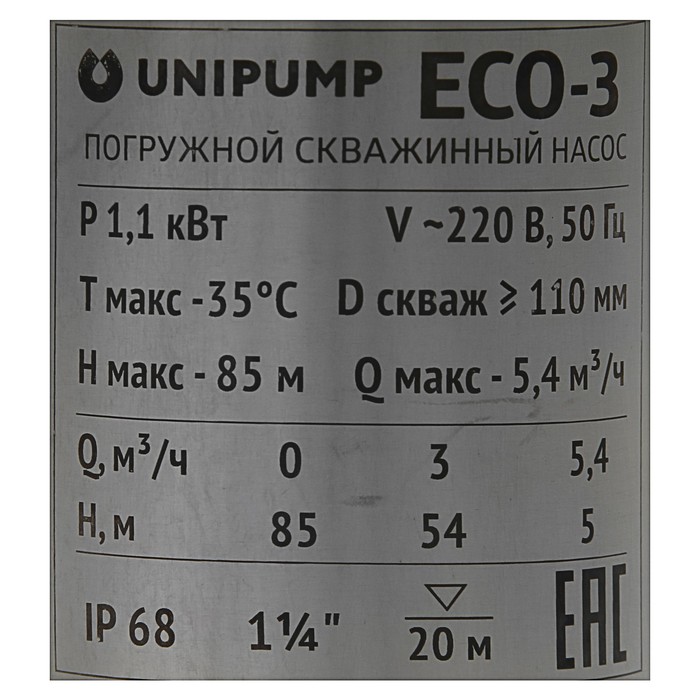 UNIPUMP ECO-3
ПОГРУЖНОЙ СКВАЖИННЫЙ НАСОС
P 1,1 кВт V ~220 В, 50 Гц
T макс -35°C D скваж ⩾ 110 мм
H макс - 85 м Q макс - 5,4 м³/ч
Q, м³/ч 0 3 5,4
H, м 85 54 5
IP 68 1¼" 20 м EAC